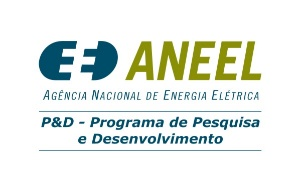 ANEEL
AGÊNCIA NACIONAL DE ENERGIA ELÉTRICA
P&D - Programa de Pesquisa
e Desenvolvimento